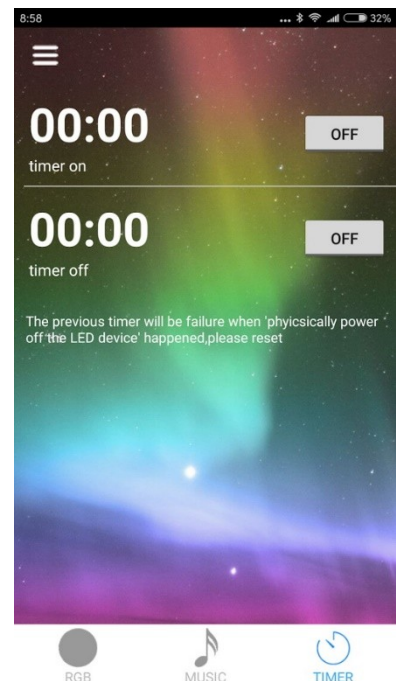 8:58
32%
00:00
OFF
timer on
00:00
OFF
timer off
The previous timer will be failure when 'phyicsically power
off the LED device' happened,please reset
RGB
MUSIC
TIMER